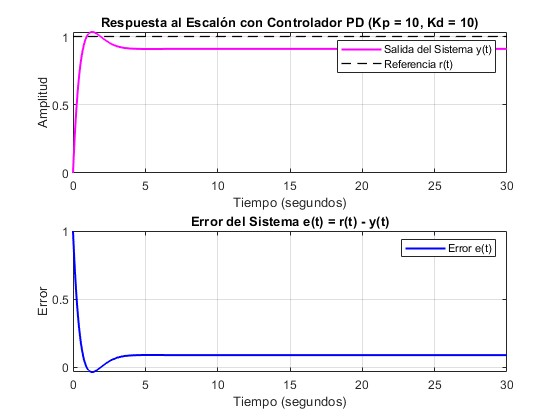 Respuesta al Escalón con Controlador PD (Kp = 10, Kd = 10)
1
0.5
0
Amplitud
Salida del Sistema y(t)
Referencia r(t)
0 5 10 15 20 25 30
Tiempo (segundos)
Error del Sistema e(t) = r(t) - y(t)
1
0.5
0
Error
Error e(t)
0 5 10 15 20 25 30
Tiempo (segundos)